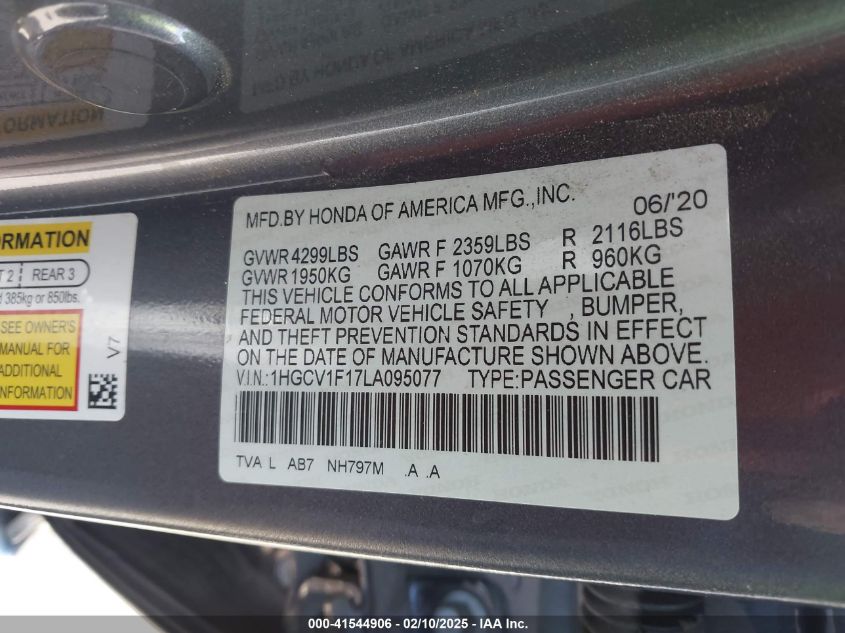 MFD.BY HONDA OF AMERICA MFG.,INC. 06/'20
GVWR 4299LBS GAWR F 2359LBS R 2116LBS
GVWR 1950KG GAWR F 1070KG R 960KG
THIS VEHICLE CONFORMS TO ALL APPLICABLE
FEDERAL MOTOR VEHICLE SAFETY , BUMPER,
AND THEFT PREVENTION STANDARDS IN EFFECT
ON THE DATE OF MANUFACTURE SHOWN ABOVE.
V.I.N.:1HGCV1F17LA095077 TYPE:PASSENGER CAR
TVA L AB7 NH797M .A .A
ORMATION
T 2 REAR 3
d 385kg or 850lbs.
SEE OWNER'S
MANUAL FOR
ADDITIONAL
INFORMATION
V7
000-41544906 - 02/10/2025 - IAA Inc.